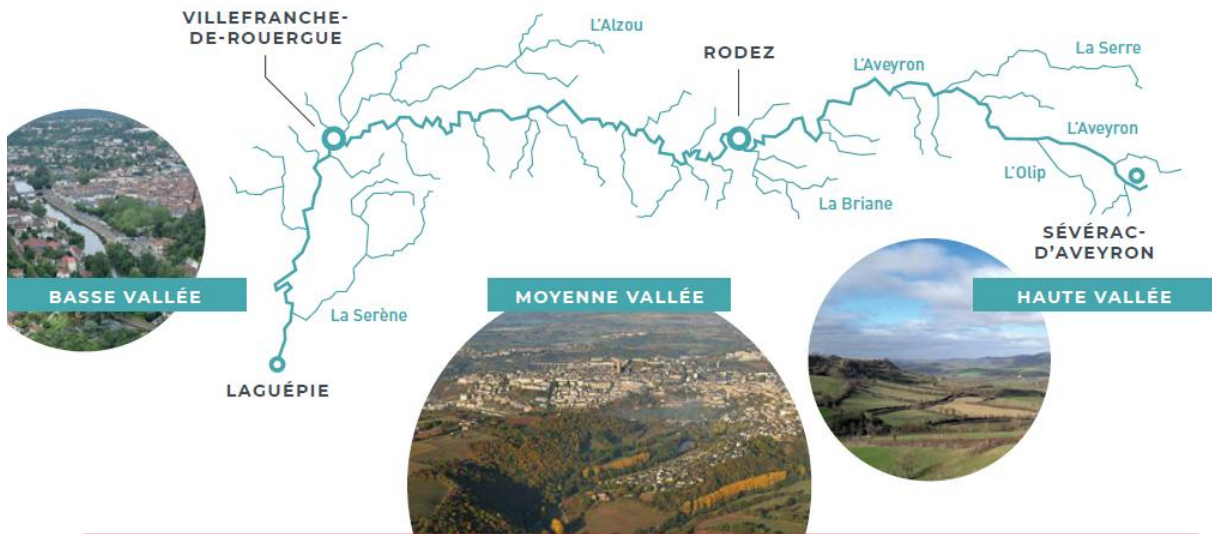 VILLEFRANCHE-
DE-ROUERGUE
L'Alzou
RODEZ
L'Aveyron
La Serre
L'Aveyron
L'Olip
La Briane
SÉVÉRAC-
D'AVEYRON
BASSE VALLÉE
MOYENNE VALLÉE
HAUTE VALLÉE
La Serène
LAGUÉPIE